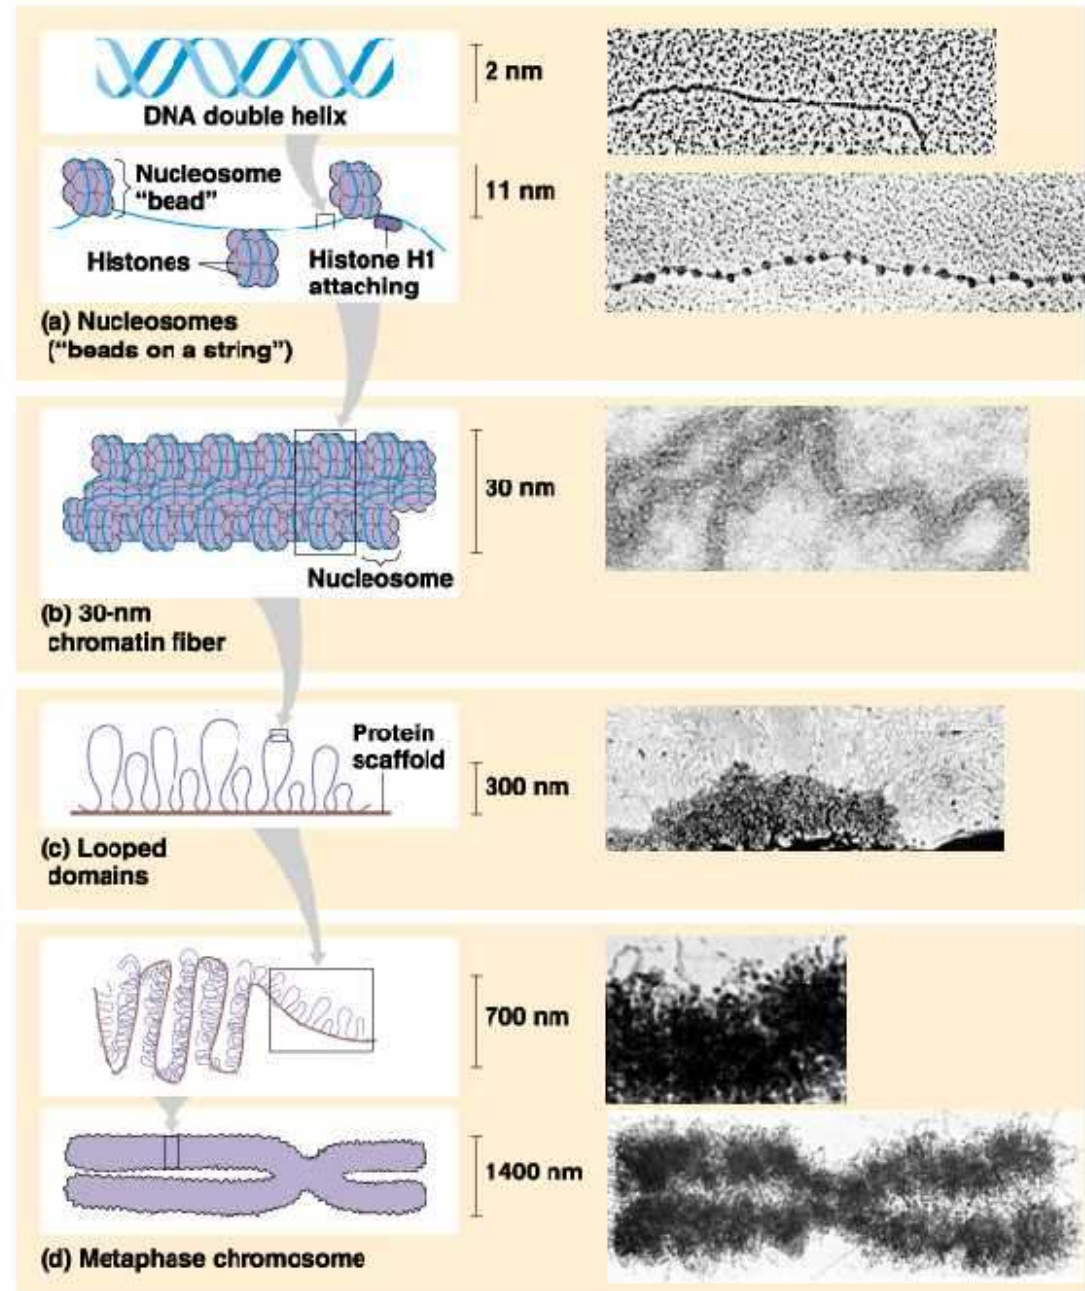 2 nm
DNA double helix
Nucleosome
"bead"
11 nm
Histones
Histone H1
attaching
(a) Nucleosomes
("beads on a string")
30 nm
Nucleosome
(b) 30-nm
chromatin fiber
Protein
scaffold
300 nm
(c) Looped
domains
700 nm
1400 nm
(d) Metaphase chromosome